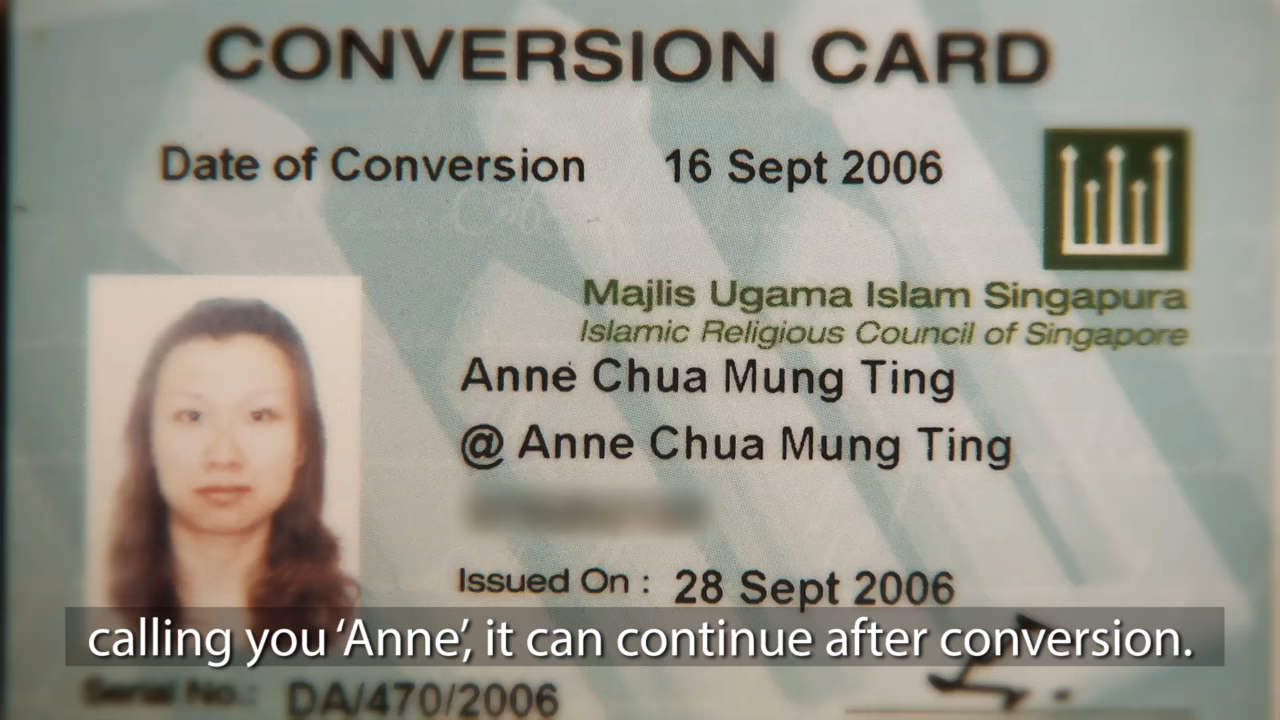 CONVERSION CARD
Date of Conversion 16 Sept 2006
Majlis Ugama Islam Singapura
Islamic Religious Council of Singapore
Anne Chua Mung Ting
@ Anne Chua Mung Ting
Issued On : 28 Sept 2006
calling you ‘Anne’, it can continue after conversion.
Serial No.: DA/470/2006